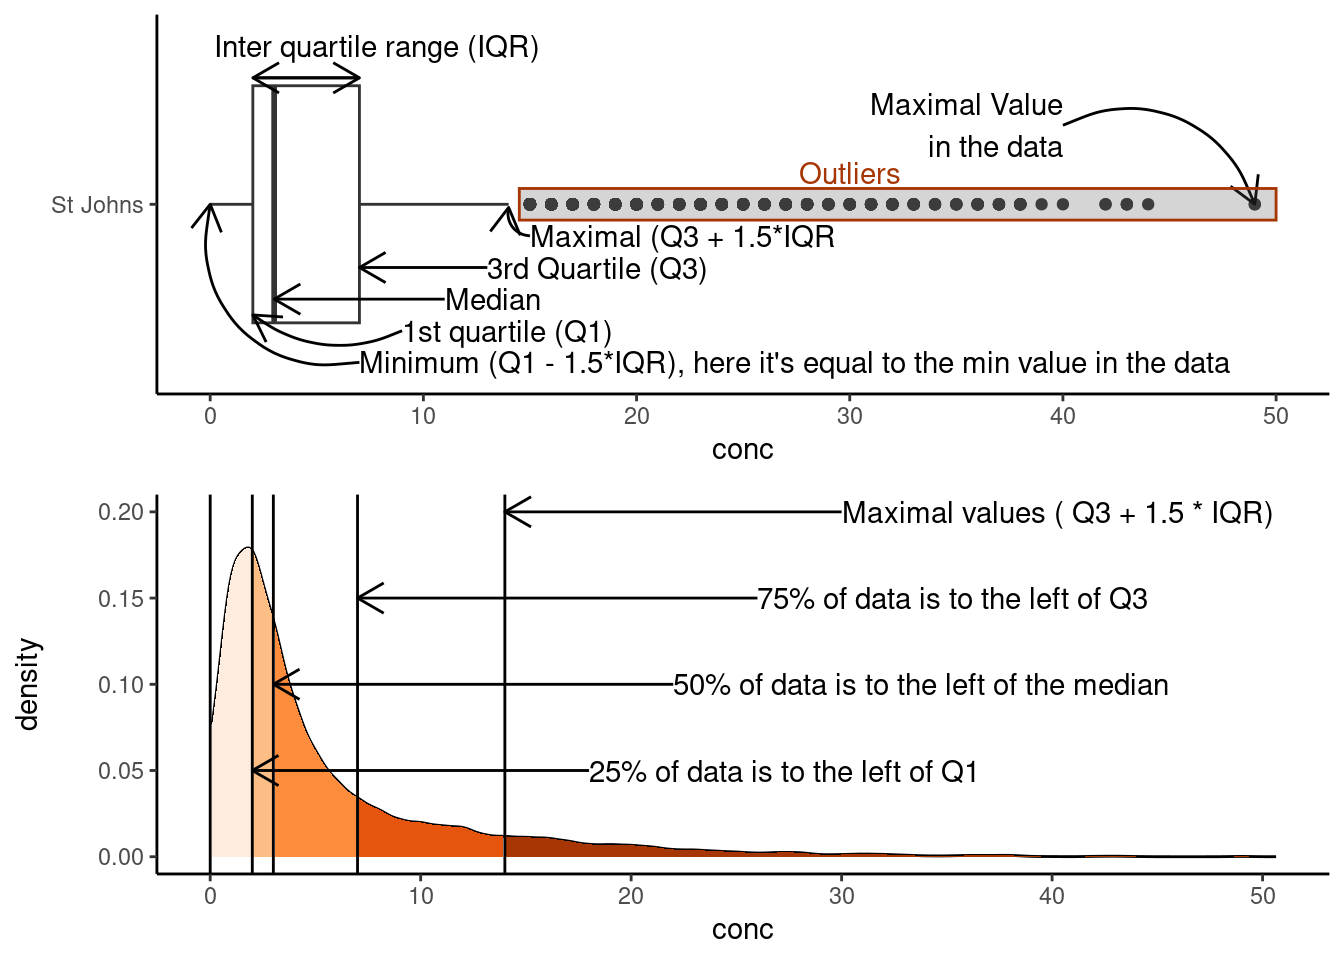 Inter quartile range (IQR)
Maximal Value
in the data
Outliers
St Johns
Maximal (Q3 + 1.5*IQR
3rd Quartile (Q3)
Median
1st quartile (Q1)
Minimum (Q1 - 1.5*IQR), here it's equal to the min value in the data
0 10 20 30 40 50
conc
0.20
Maximal values ( Q3 + 1.5 * IQR)
0.15
75% of data is to the left of Q3
density
0.10
50% of data is to the left of the median
0.05
25% of data is to the left of Q1
0.00
0 10 20 30 40 50
conc